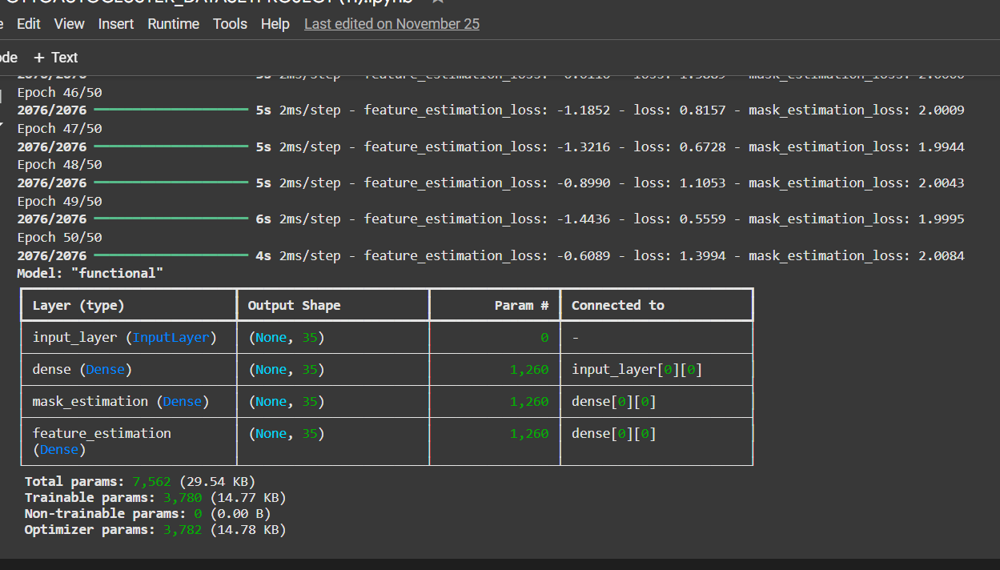 Edit View Insert Runtime Tools Help Last edited on November 25
+ Text
Epoch 46/50
2076/2076 5s 2ms/step - feature_estimation_loss: -1.1852 - loss: 0.8157 - mask_estimation_loss: 2.0009
Epoch 47/50
2076/2076 5s 2ms/step - feature_estimation_loss: -1.3216 - loss: 0.6728 - mask_estimation_loss: 1.9944
Epoch 48/50
2076/2076 5s 2ms/step - feature_estimation_loss: -0.8990 - loss: 1.1053 - mask_estimation_loss: 2.0043
Epoch 49/50
2076/2076 6s 2ms/step - feature_estimation_loss: -1.4436 - loss: 0.5559 - mask_estimation_loss: 1.9995
Epoch 50/50
2076/2076 4s 2ms/step - feature_estimation_loss: -0.6089 - loss: 1.3994 - mask_estimation_loss: 2.0084
Model: "functional"
Layer (type) Output Shape Param # Connected to
input_layer (InputLayer) (None, 35) 0 -
dense (Dense) (None, 35) 1,260 input_layer[0][0]
mask_estimation (Dense) (None, 35) 1,260 dense[0][0]
feature_estimation (None, 35) 1,260 dense[0][0]
(Dense)
Total params: 7,562 (29.54 KB)
Trainable params: 3,780 (14.77 KB)
Non-trainable params: 0 (0.00 B)
Optimizer params: 3,782 (14.78 KB)